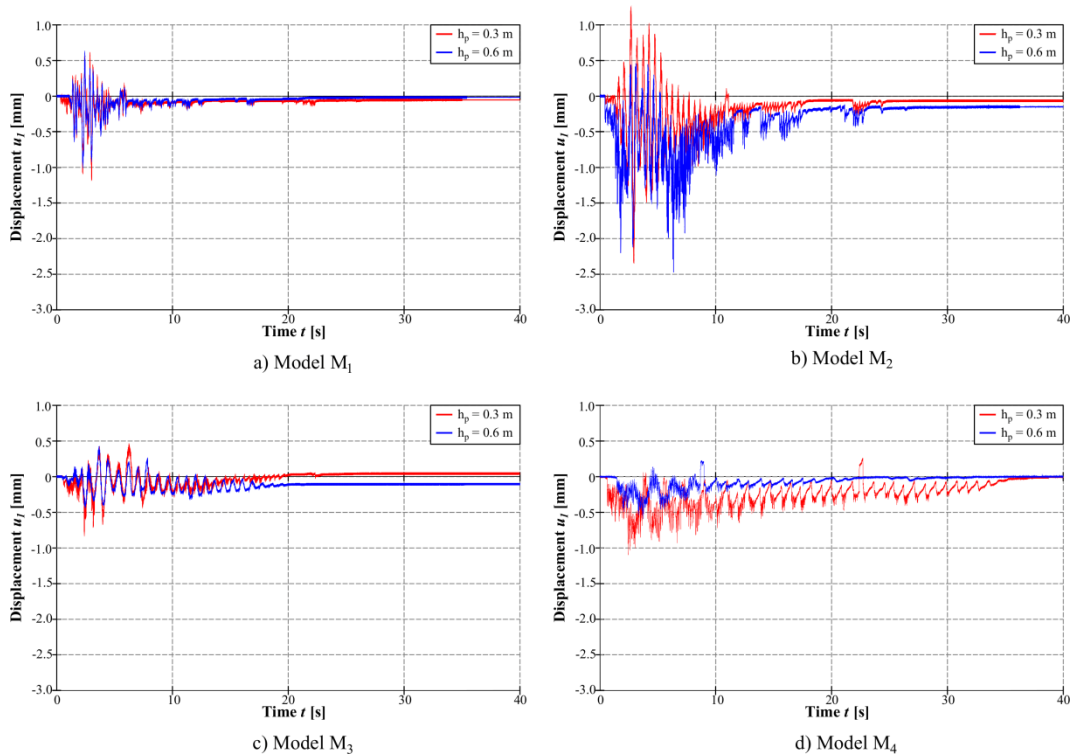 1.0
0.5
0
-0.5
-1.0
-1.5
-2.0
-2.5
-3.0
Displacement u1 [mm]
hp = 0.3 m
hp = 0.6 m
0 10 20 30 40
Time t [s]
a) Model M1
1.0
0.5
0
-0.5
-1.0
-1.5
-2.0
-2.5
-3.0
Displacement u1 [mm]
hp = 0.3 m
hp = 0.6 m
0 10 20 30 40
Time t [s]
b) Model M2
1.0
0.5
0
-0.5
-1.0
-1.5
-2.0
-2.5
-3.0
Displacement u1 [mm]
hp = 0.3 m
hp = 0.6 m
0 10 20 30 40
Time t [s]
c) Model M3
1.0
0.5
0
-0.5
-1.0
-1.5
-2.0
-2.5
-3.0
Displacement u1 [mm]
hp = 0.3 m
hp = 0.6 m
0 10 20 30 40
Time t [s]
d) Model M4